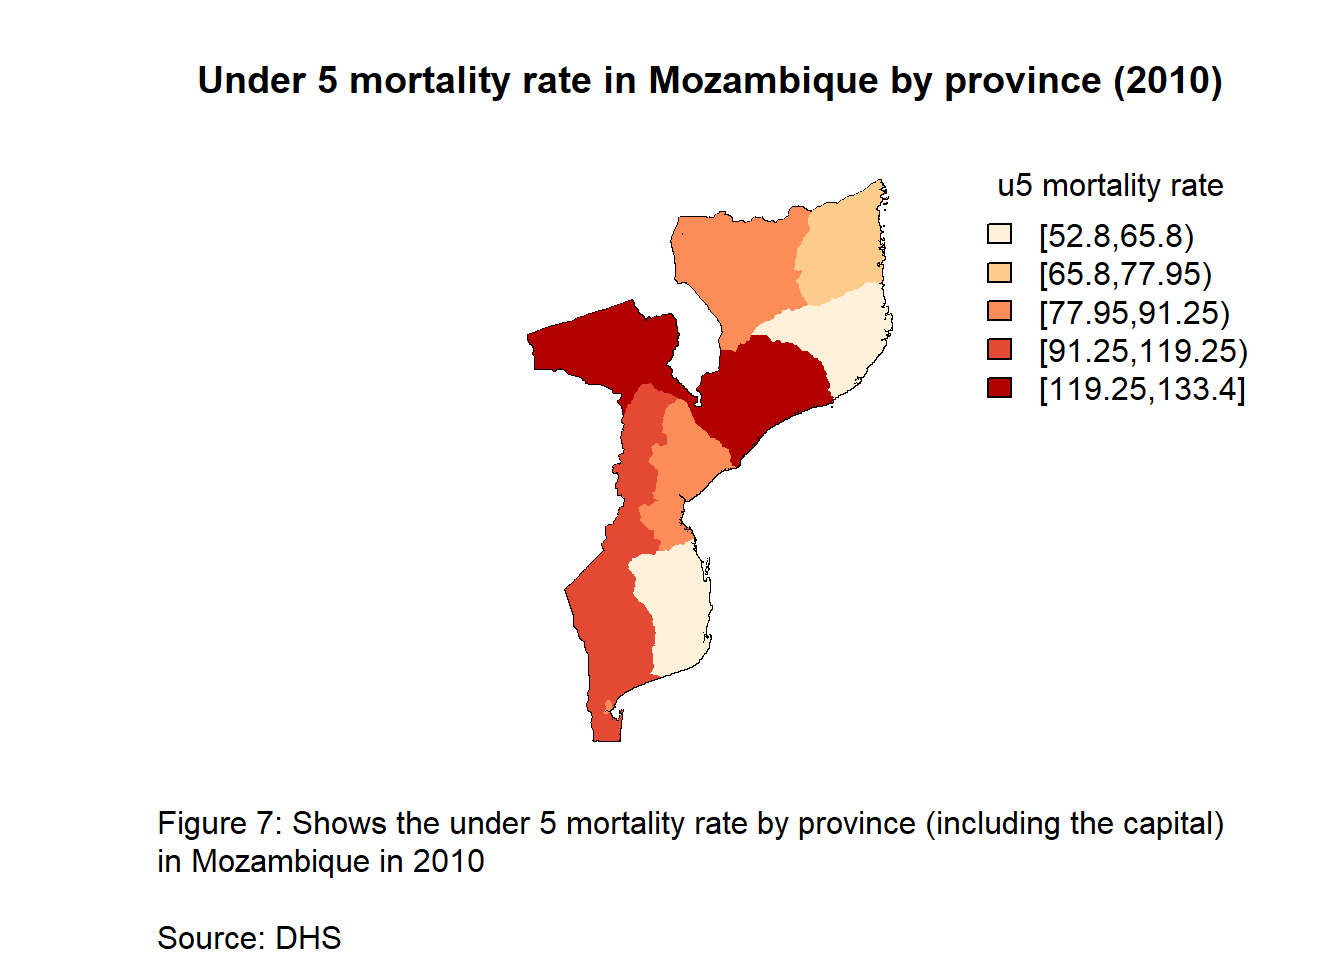 Under 5 mortality rate in Mozambique by province (2010)
u5 mortality rate
[52.8,65.8)
[65.8,77.95)
[77.95,91.25)
[91.25,119.25)
[119.25,133.4]
Figure 7: Shows the under 5 mortality rate by province (including the capital)
in Mozambique in 2010
Source: DHS